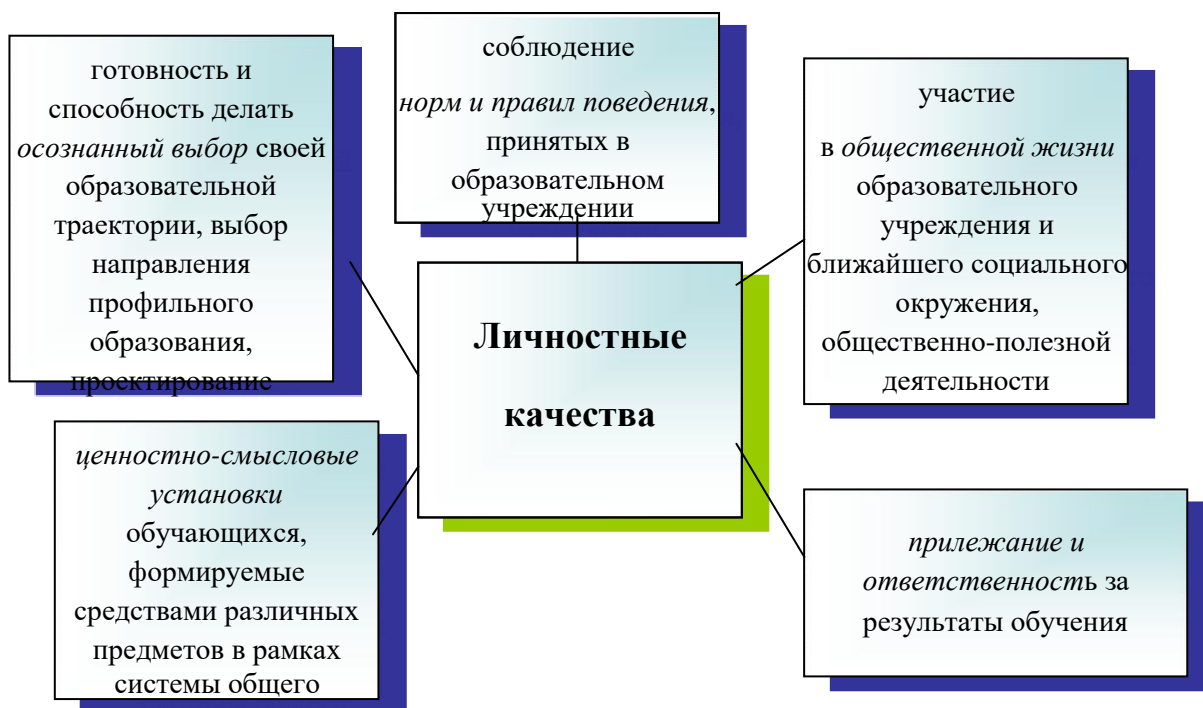 готовность и
способность делать
осознанный выбор своей
образовательной
траектории, выбор
направления
профильного
образования,
проектирование
соблюдение
норм и правил поведения,
принятых в
образовательном
учреждении
участие
в общественной жизни
образовательного
учреждения и
ближайшего социального
окружения,
общественно-полезной
деятельности
Личностные
качества
ценностно-смысловые
установки
обучающихся,
формируемые
средствами различных
предметов в рамках
системы общего
прилежание и
ответственность за
результаты обучения